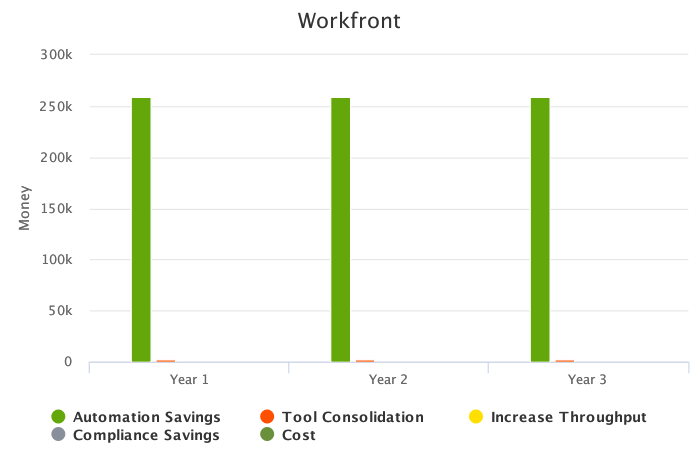 Workfront
300k
250k
200k
150k
100k
50k
0
Money
Year 1 Year 2 Year 3
Automation Savings Tool Consolidation Increase Throughput
Compliance Savings Cost